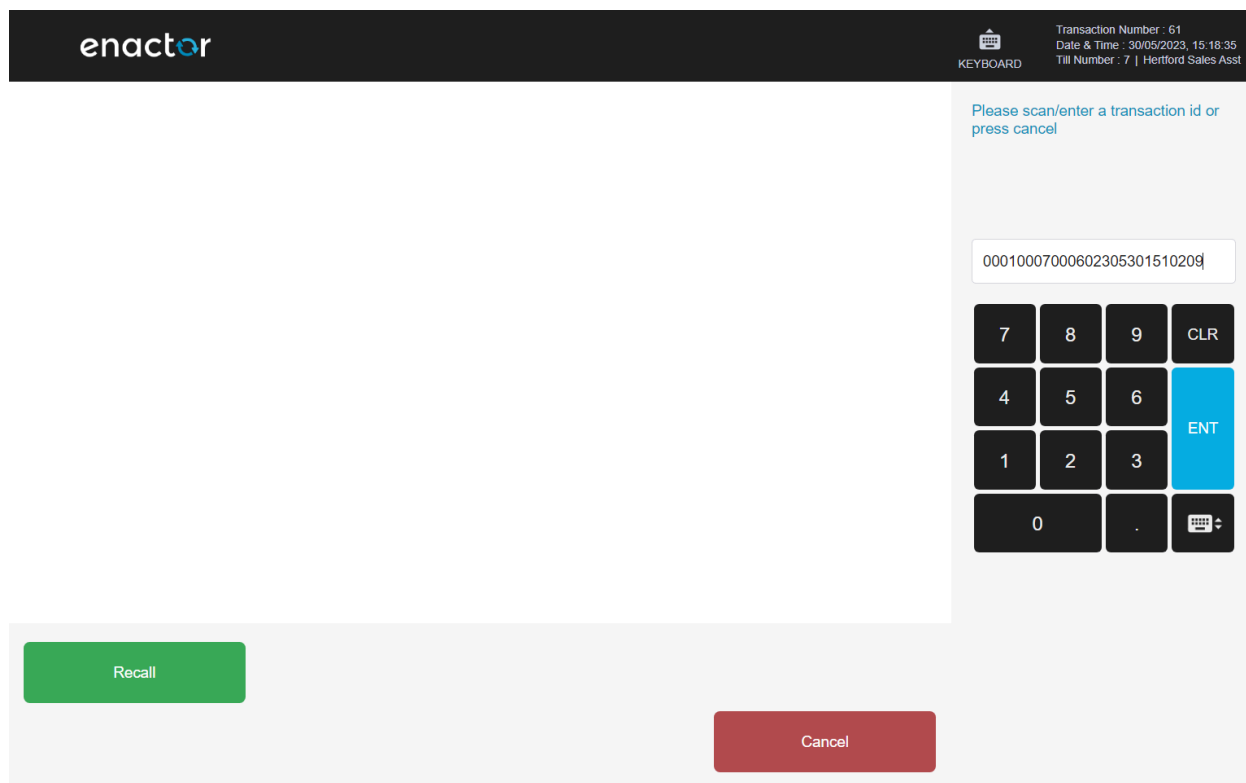 enactor
KEYBOARD
Transaction Number : 61
Date & Time : 30/05/2023, 15:18:35
Till Number : 7 | Hertford Sales Asst
Please scan/enter a transaction id or
press cancel
00010007000602305301510209
7 8 9 CLR
4 5 6
ENT
1 2 3
0 .
Recall
Cancel